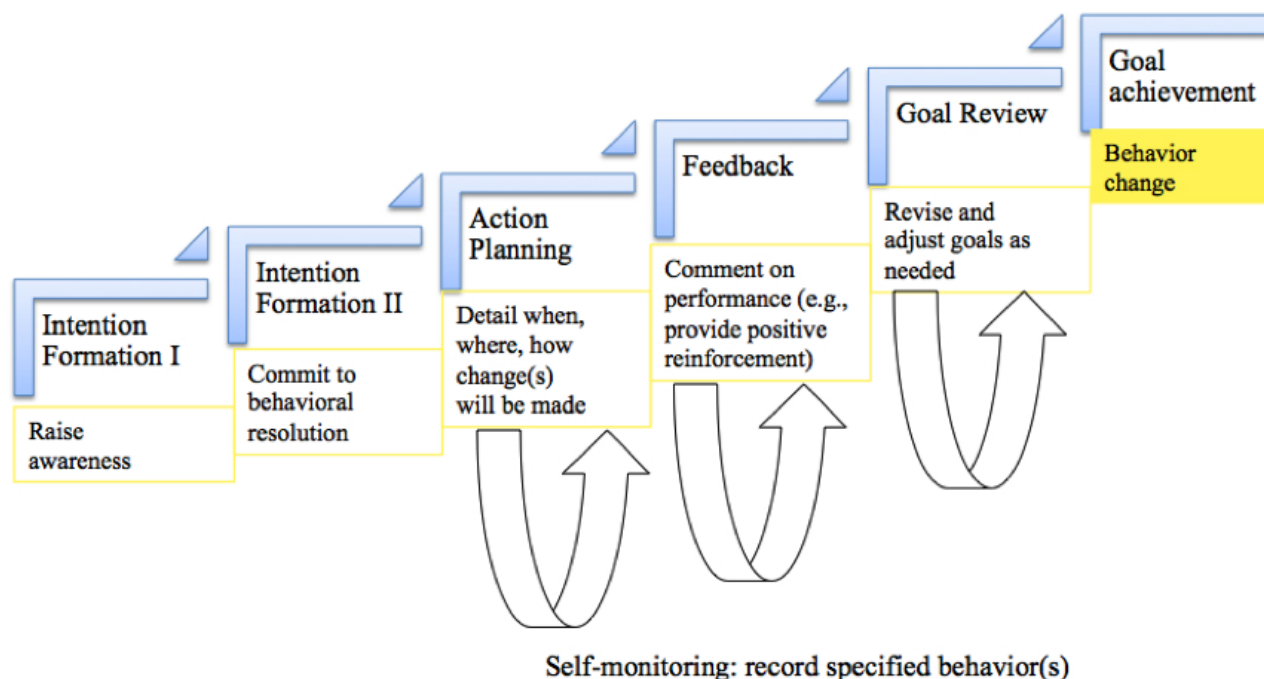 Intention
Formation I
Raise
awareness
Intention
Formation II
Commit to
behavioral
resolution
Action
Planning
Detail when,
where, how
change(s)
will be made
Feedback
Comment on
performance (e.g.,
provide positive
reinforcement)
Goal Review
Revise and
adjust goals as
needed
Goal
achievement
Behavior
change
Self-monitoring: record specified behavior(s)